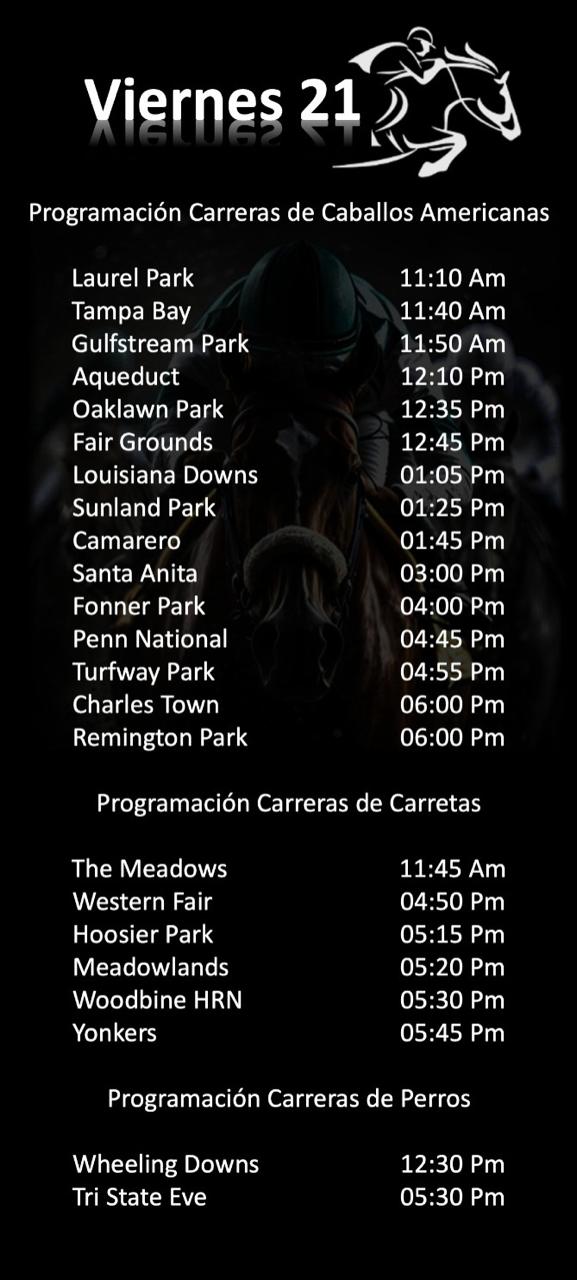 Viernes 21
Programación Carreras de Caballos Americanas
Laurel Park 11:10 Am
Tampa Bay 11:40 Am
Gulfstream Park 11:50 Am
Aqueduct 12:10 Pm
Oaklawn Park 12:35 Pm
Fair Grounds 12:45 Pm
Louisiana Downs 01:05 Pm
Sunland Park 01:25 Pm
Camarero 01:45 Pm
Santa Anita 03:00 Pm
Fonner Park 04:00 Pm
Penn National 04:45 Pm
Turfway Park 04:55 Pm
Charles Town 06:00 Pm
Remington Park 06:00 Pm
Programación Carreras de Carretas
The Meadows 11:45 Am
Western Fair 04:50 Pm
Hoosier Park 05:15 Pm
Meadowlands 05:20 Pm
Woodbine HRN 05:30 Pm
Yonkers 05:45 Pm
Programación Carreras de Perros
Wheeling Downs 12:30 Pm
Tri State Eve 05:30 Pm